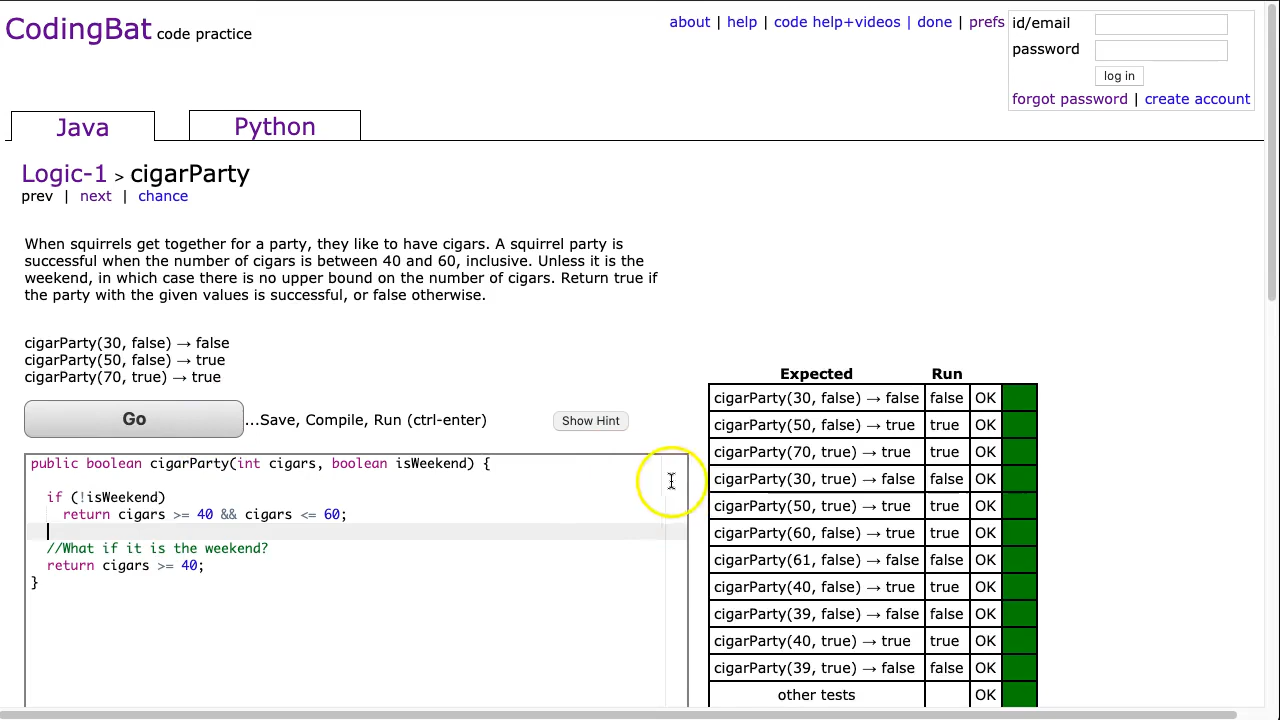 CodingBat code practice
about | help | code help+videos | done | prefs
id/email
password
log in
forgot password | create account
Java
Python
Logic-1 > cigarParty
prev | next | chance
When squirrels get together for a party, they like to have cigars. A squirrel party is
successful when the number of cigars is between 40 and 60, inclusive. Unless it is the
weekend, in which case there is no upper bound on the number of cigars. Return true if
the party with the given values is successful, or false otherwise.
cigarParty(30, false) → false
cigarParty(50, false) → true
cigarParty(70, true) → true
Go ...Save, Compile, Run (ctrl-enter) Show Hint
public boolean cigarParty(int cigars, boolean isWeekend) {
if (!isWeekend)
return cigars >= 40 && cigars <= 60;
//What if it is the weekend?
return cigars >= 40;
}
Expected Run
cigarParty(30, false) → false false OK
cigarParty(50, false) → true true OK
cigarParty(70, true) → true true OK
cigarParty(30, true) → false false OK
cigarParty(50, true) → true true OK
cigarParty(60, true) → true true OK
cigarParty(61, false) → false false OK
cigarParty(40, false) → true true OK
cigarParty(39, false) → false false OK
cigarParty(40, true) → true true OK
cigarParty(39, true) → false false OK
other tests OK